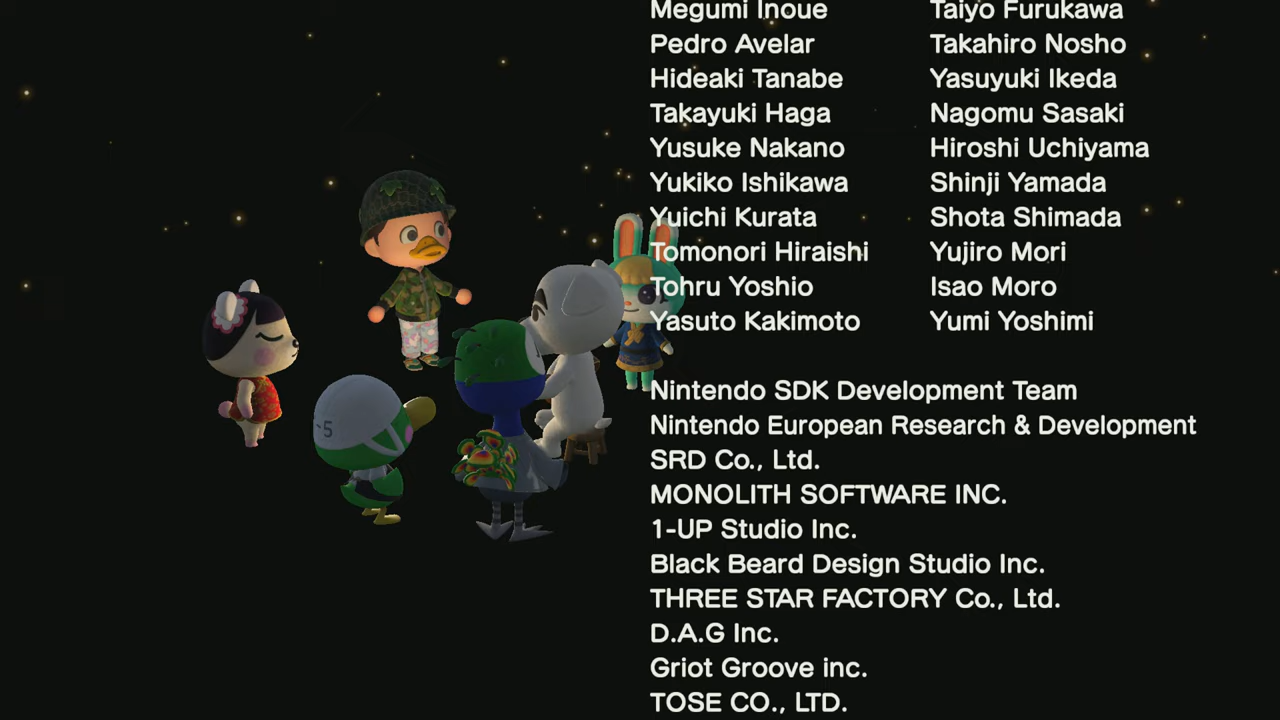 Megumi Inoue Taiyo Furukawa
Pedro Avelar Takahiro Nosho
Hideaki Tanabe Yasuyuki Ikeda
Takayuki Haga Nagomu Sasaki
Yusuke Nakano Hiroshi Uchiyama
Yukiko Ishikawa Shinji Yamada
Yuichi Kurata Shota Shimada
Tomonori Hiraishi Yujiro Mori
Tohru Yoshio Isao Moro
Yasuto Kakimoto Yumi Yoshimi
Nintendo SDK Development Team
Nintendo European Research & Development
SRD Co., Ltd.
MONOLITH SOFTWARE INC.
1-UP Studio Inc.
Black Beard Design Studio Inc.
THREE STAR FACTORY Co., Ltd.
D.A.G Inc.
Griot Groove inc.
TOSE CO., LTD.
-5